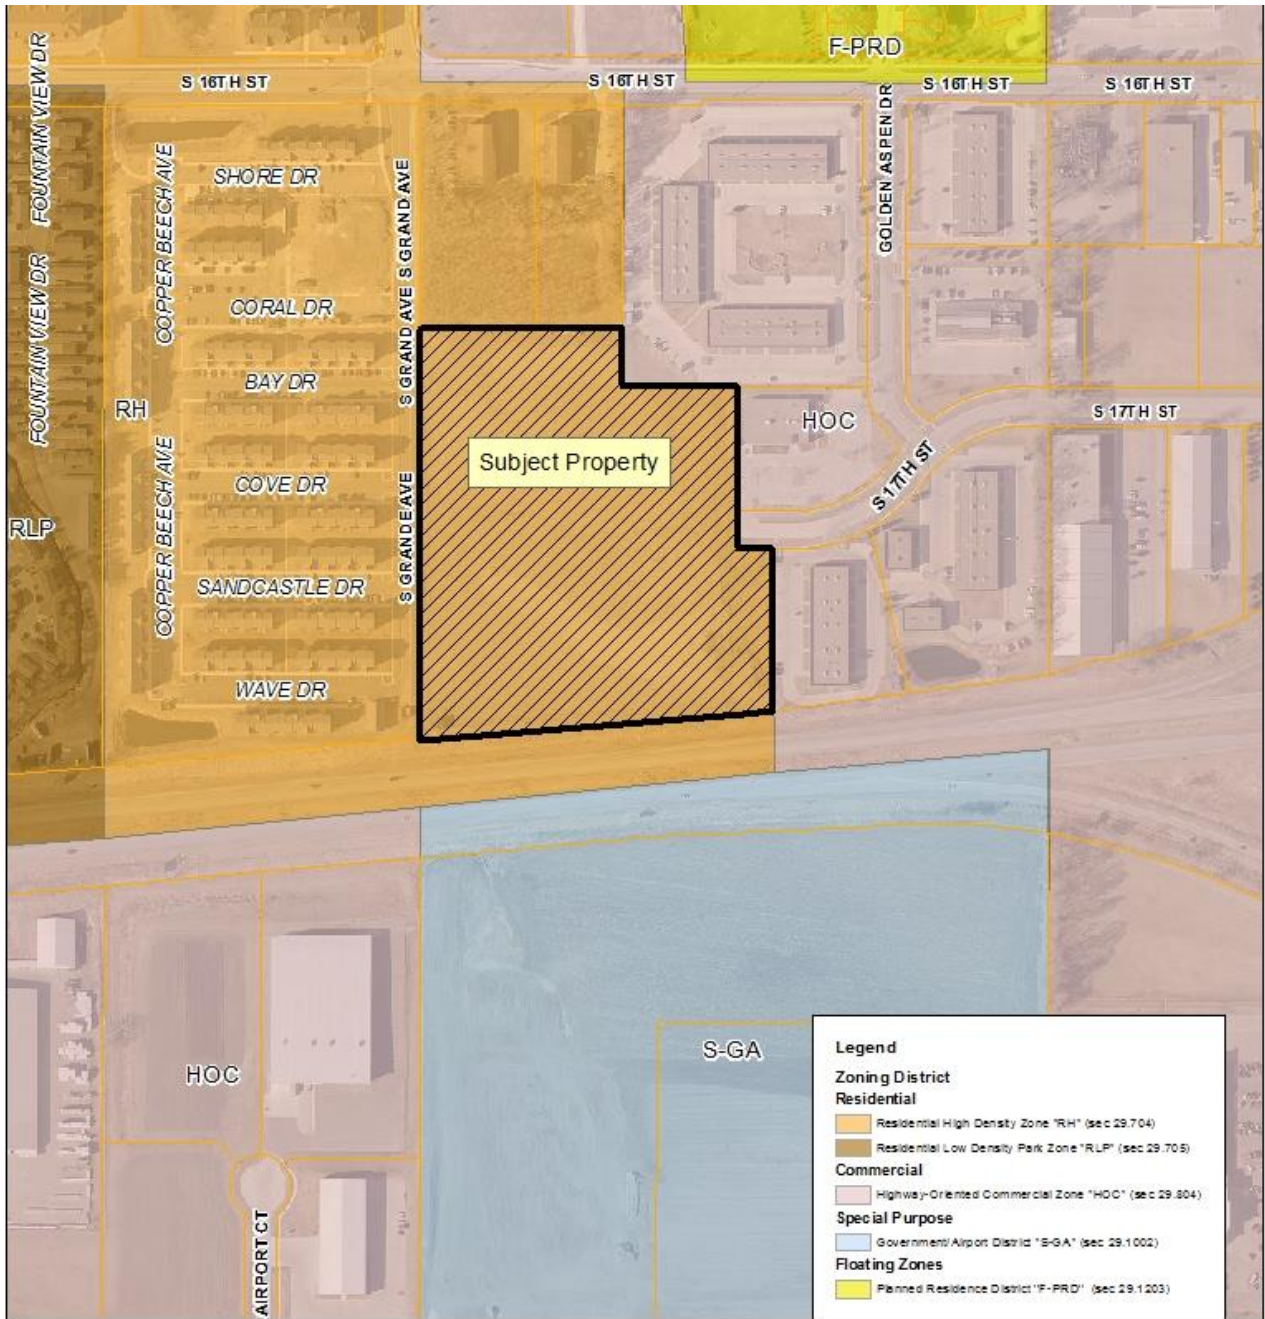 F-PRD
S 16TH ST
S 16TH ST
S 16TH ST
S 16TH ST
FOUNTAIN VIEW DR
FOUNTAIN VIEW DR
COPPER BEECH AVE
COPPER BEECH AVE
SHORE DR
CORAL DR
BAY DR
COVE DR
SANDCASTLE DR
WAVE DR
S GRAND AVE S GRAND AVE
S GRANDE AVE
GOLDEN ASPEN DR
RH
RLP
Subject Property
HOC
S 17TH ST
S 17TH ST
HOC
S-GA
AIRPORT CT
Legend
Zoning District
Residential
Residential High Density Zone "RH" (sec 29.704)
Residential Low Density Park Zone "RLP" (sec 29.705)
Commercial
Highway-Oriented Commercial Zone "HOC" (sec 29.804)
Special Purpose
Government/Airport District "S-GA" (sec 29.1002)
Floating Zones
Planned Residence District "F-PRD" (sec 29.1203)